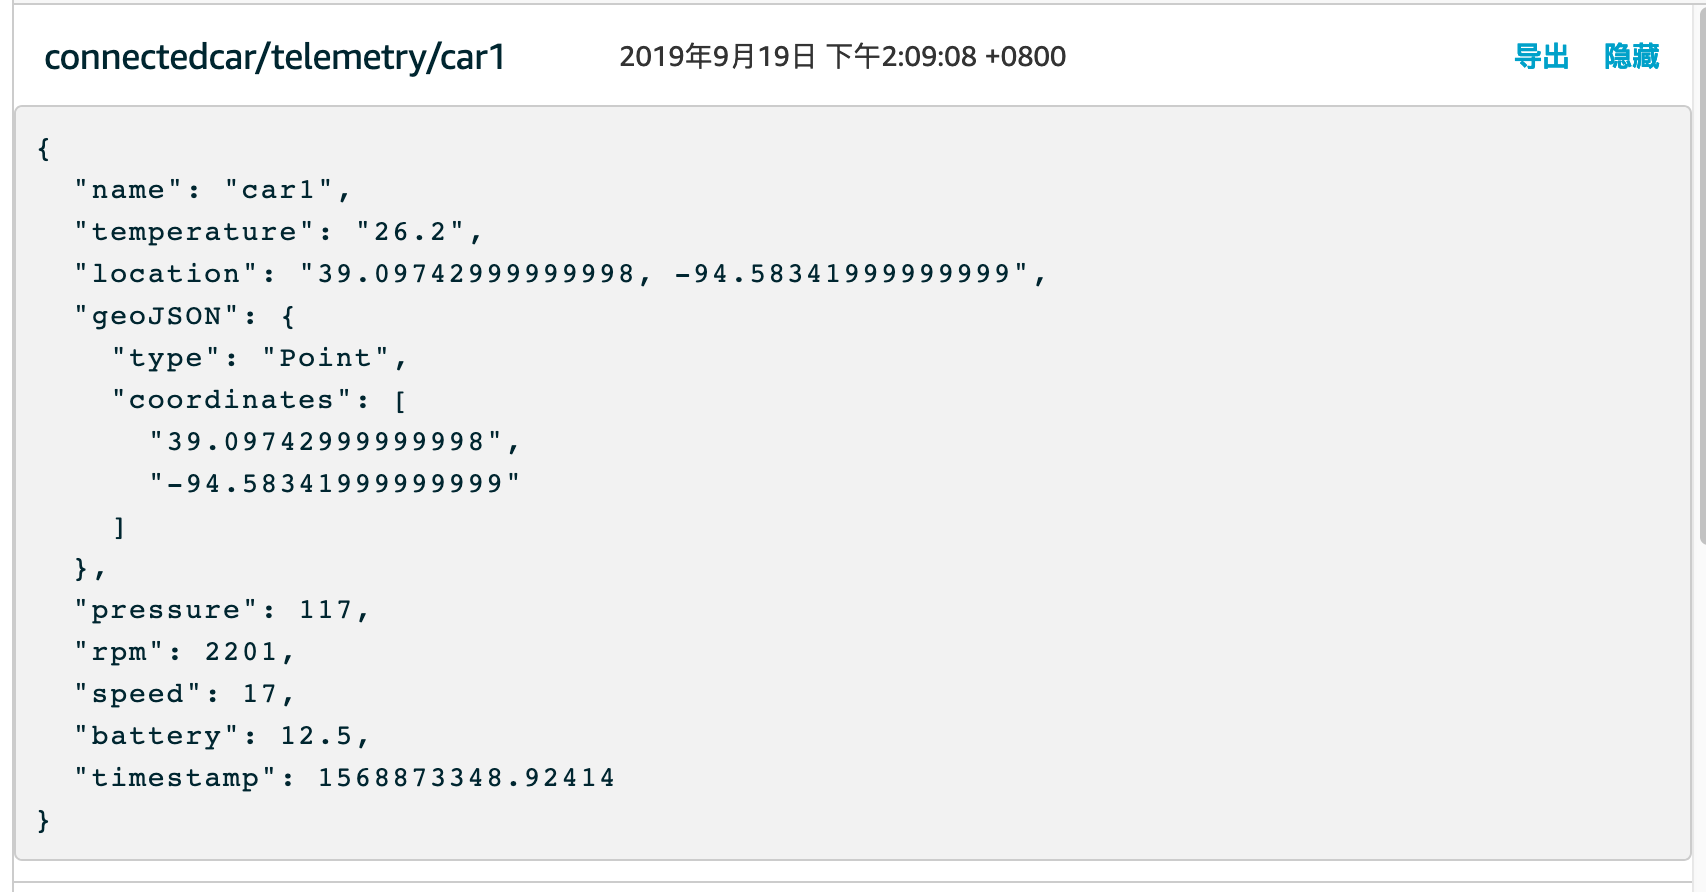 connectedcar/telemetry/car1 2019年9月19日 下午2:09:08 +0800 导出 隐藏
{
  "name": "car1",
  "temperature": "26.2",
  "location": "39.09742999999998, -94.58341999999999",
  "geoJSON": {
    "type": "Point",
    "coordinates": [
      "39.09742999999998",
      "-94.58341999999999"
    ]
  },
  "pressure": 117,
  "rpm": 2201,
  "speed": 17,
  "battery": 12.5,
  "timestamp": 1568873348.92414
}